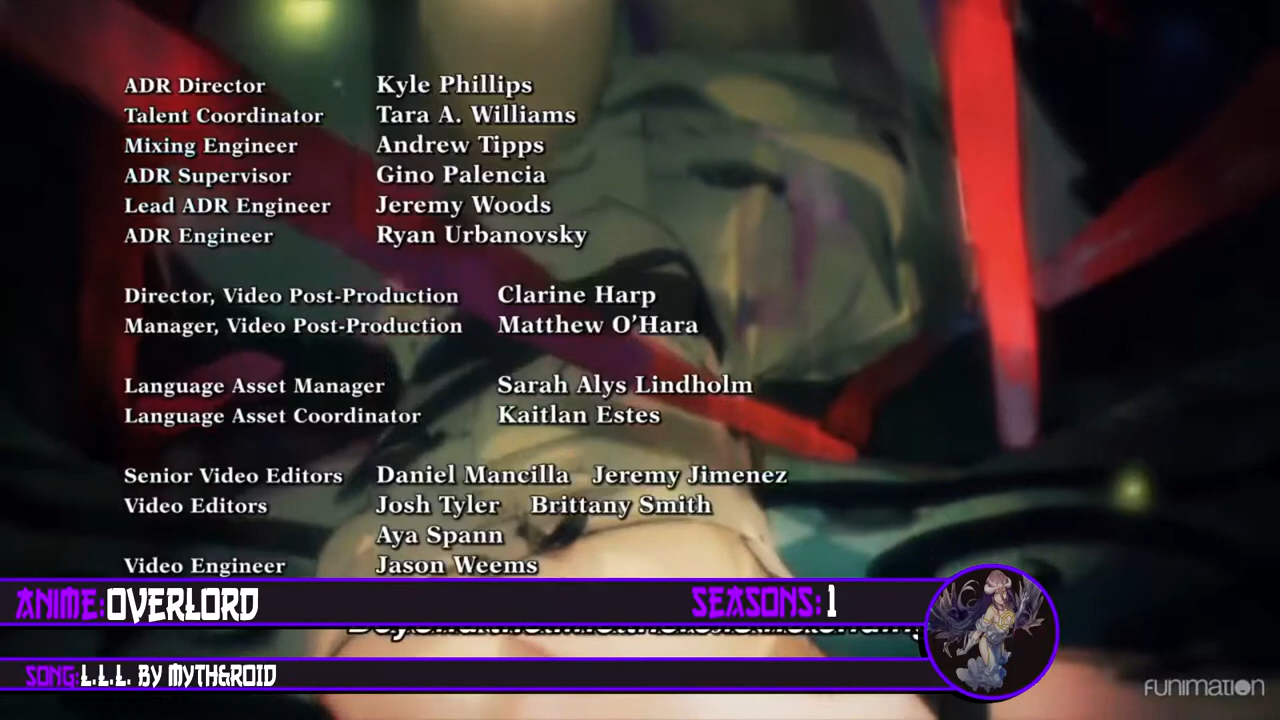 ADR Director Kyle Phillips
Talent Coordinator Tara A. Williams
Mixing Engineer Andrew Tipps
ADR Supervisor Gino Palencia
Lead ADR Engineer Jeremy Woods
ADR Engineer Ryan Urbanovsky
Director, Video Post-Production Clarine Harp
Manager, Video Post-Production Matthew O'Hara
Language Asset Manager Sarah Alys Lindholm
Language Asset Coordinator Kaitlan Estes
Senior Video Editors Daniel Mancilla Jeremy Jimenez
Video Editors Josh Tyler Brittany Smith
Aya Spann
Video Engineer Jason Weems
ANIME: OVERLORD SEASONS: 1
SONG: L.L.L. BY MYTH&ROID
FUNIMATION